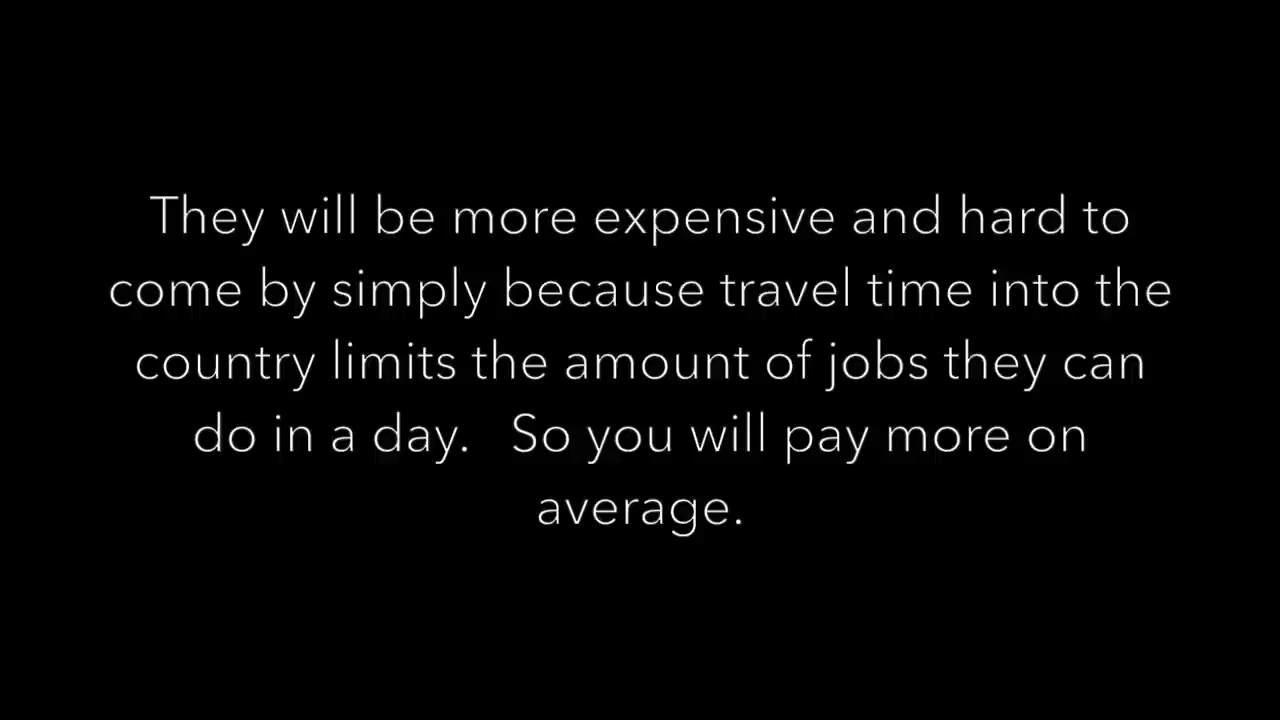 They will be more expensive and hard to
come by simply because travel time into the
country limits the amount of jobs they can
do in a day.   So you will pay more on
average.